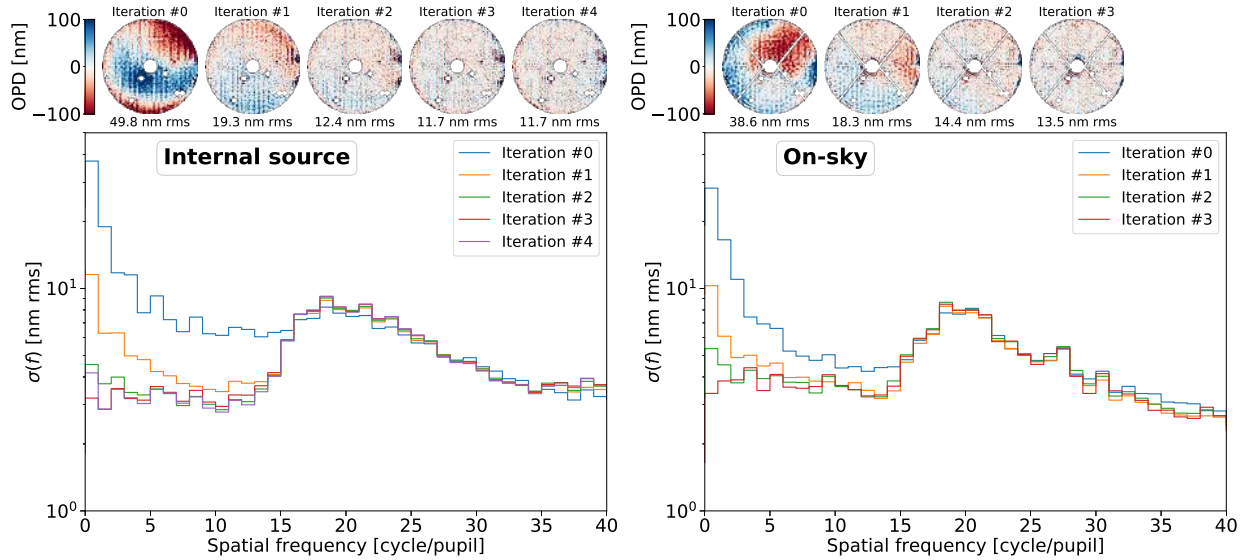 Iteration #0 Iteration #1 Iteration #2 Iteration #3 Iteration #4
OPD [nm]
100
0
−100
49.8 nm rms 19.3 nm rms 12.4 nm rms 11.7 nm rms 11.7 nm rms
Internal source
Iteration #0
Iteration #1
Iteration #2
Iteration #3
Iteration #4
σ(f) [nm rms]
10¹
10⁰
0 5 10 15 20 25 30 35 40
Spatial frequency [cycle/pupil]
Iteration #0 Iteration #1 Iteration #2 Iteration #3
OPD [nm]
100
0
−100
38.6 nm rms 18.3 nm rms 14.4 nm rms 13.5 nm rms
On-sky
Iteration #0
Iteration #1
Iteration #2
Iteration #3
σ(f) [nm rms]
10¹
10⁰
0 5 10 15 20 25 30 35 40
Spatial frequency [cycle/pupil]